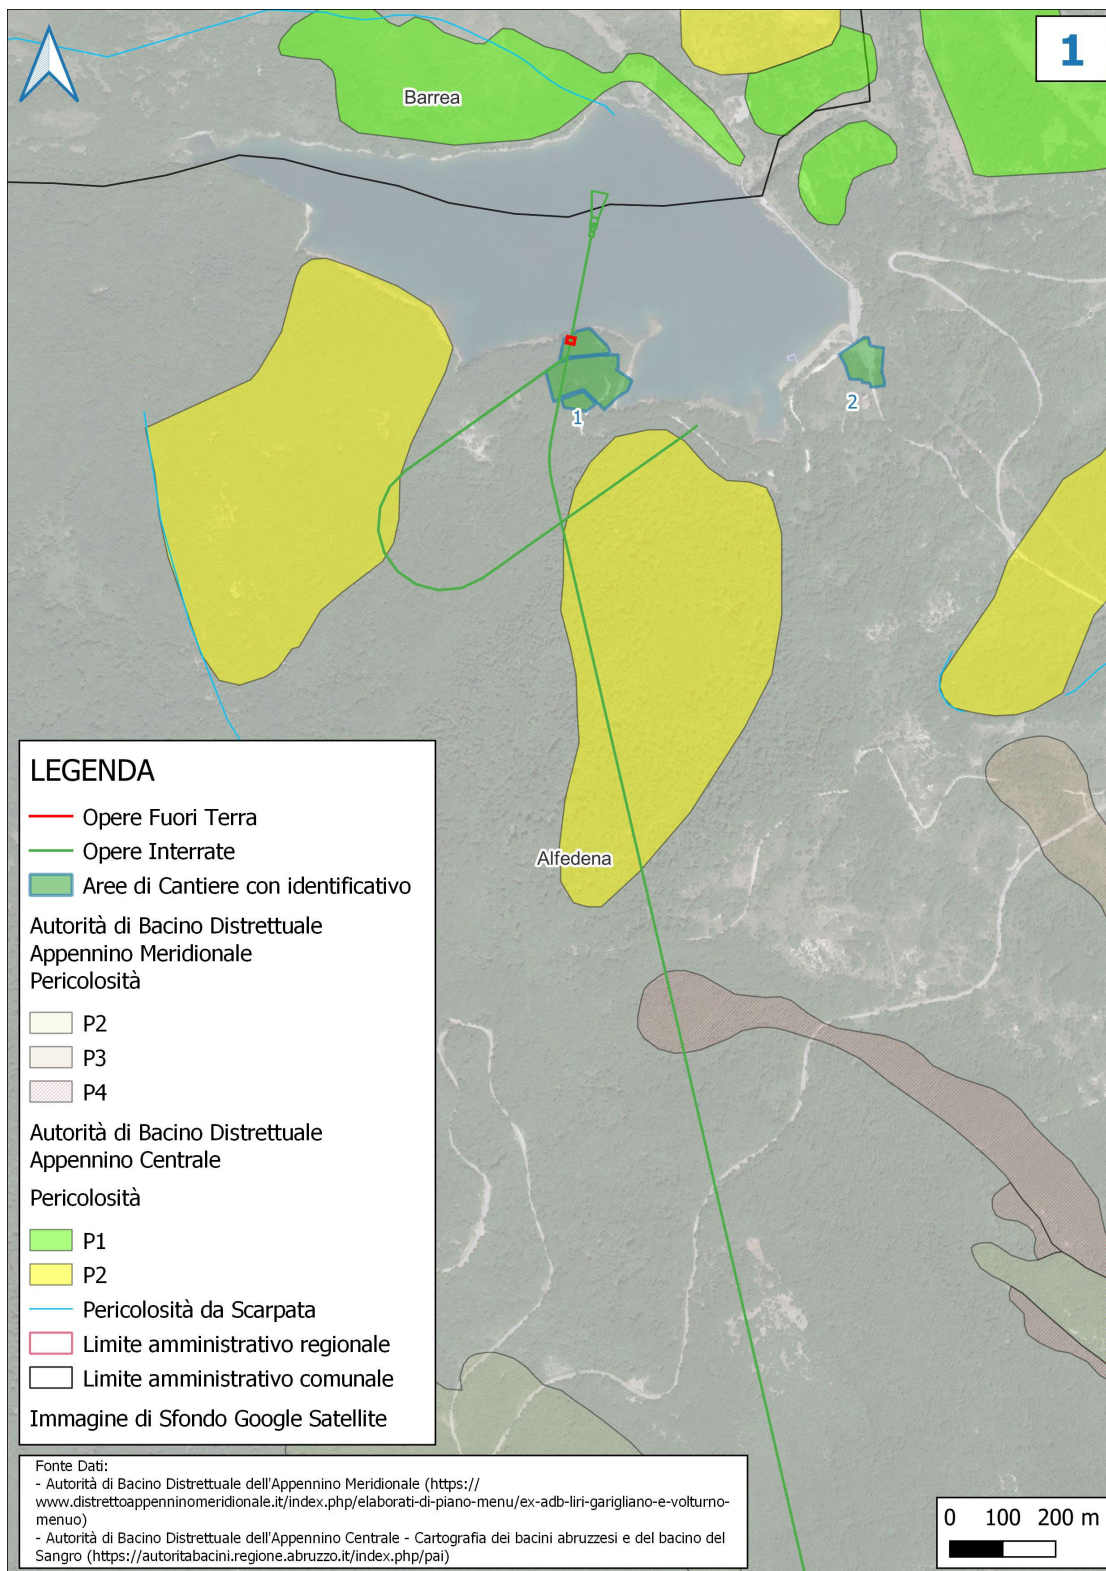 1
Barrea
1
2
Alfedena
LEGENDA
Opere Fuori Terra
Opere Interrate
Aree di Cantiere con identificativo
Autorità di Bacino Distrettuale
Appennino Meridionale
Pericolosità
P2
P3
P4
Autorità di Bacino Distrettuale
Appennino Centrale
Pericolosità
P1
P2
Pericolosità da Scarpata
Limite amministrativo regionale
Limite amministrativo comunale
Immagine di Sfondo Google Satellite
Fonte Dati:
- Autorità di Bacino Distrettuale dell'Appennino Meridionale (https://
www.distrettoappenninomeridionale.it/index.php/elaborati-di-piano-menu/ex-adb-liri-garigliano-e-volturno-
menuo)
- Autorità di Bacino Distrettuale dell'Appennino Centrale - Cartografia dei bacini abruzzesi e del bacino del
Sangro (https://autoritabacini.regione.abruzzo.it/index.php/pai)
0 100 200 m